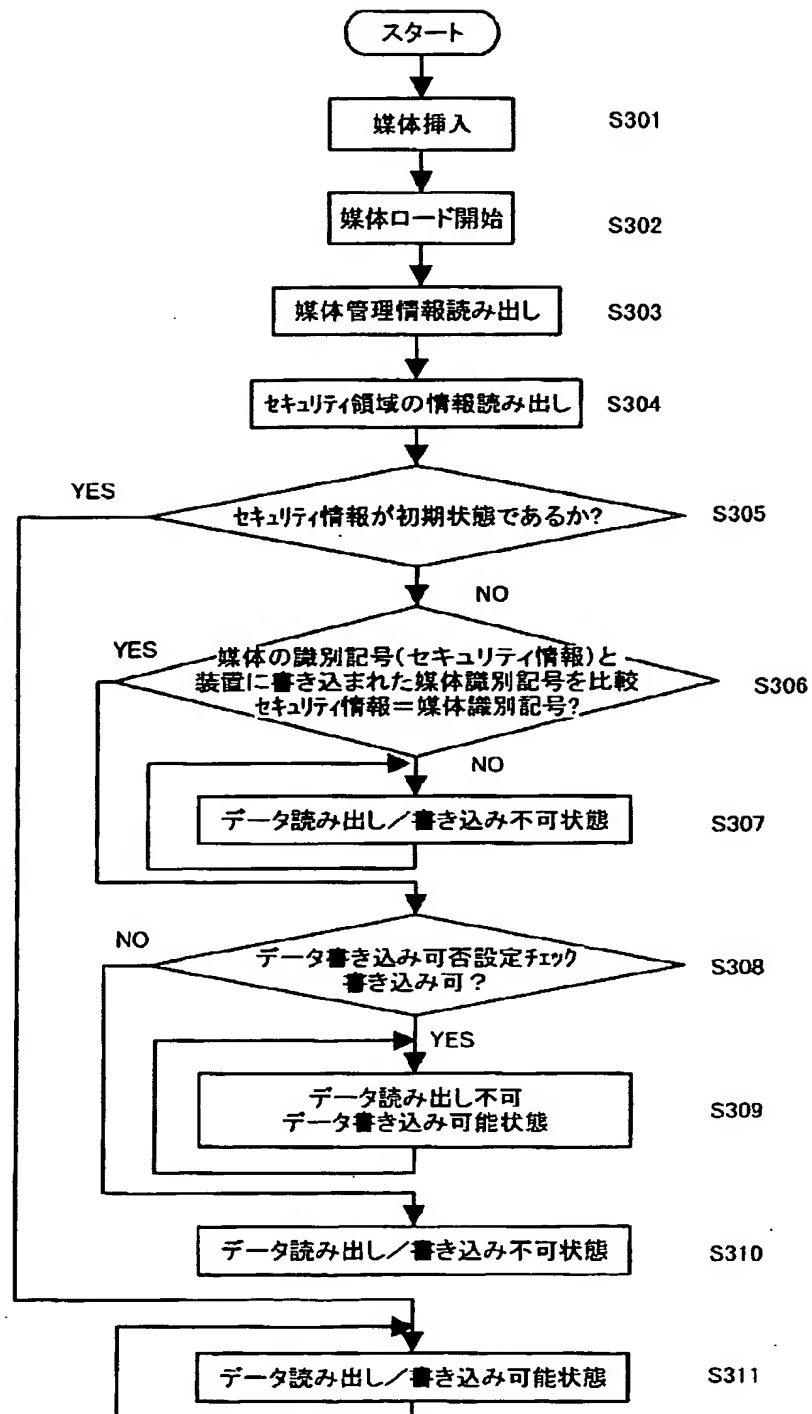 スタート
媒体挿入 S301
媒体ロード開始 S302
媒体管理情報読み出し S303
セキュリティ領域の情報読み出し S304
YES
セキュリティ情報が初期状態であるか? S305
NO
YES
媒体の識別記号(セキュリティ情報)と
装置に書き込まれた媒体識別記号を比較 S306
セキュリティ情報=媒体識別記号?
NO
データ読み出し/書き込み不可状態 S307
NO
データ書き込み可否設定チェック S308
書き込み可?
YES
データ読み出し不可
データ書き込み可能状態 S309
データ読み出し/書き込み不可状態 S310
データ読み出し/書き込み可能状態 S311